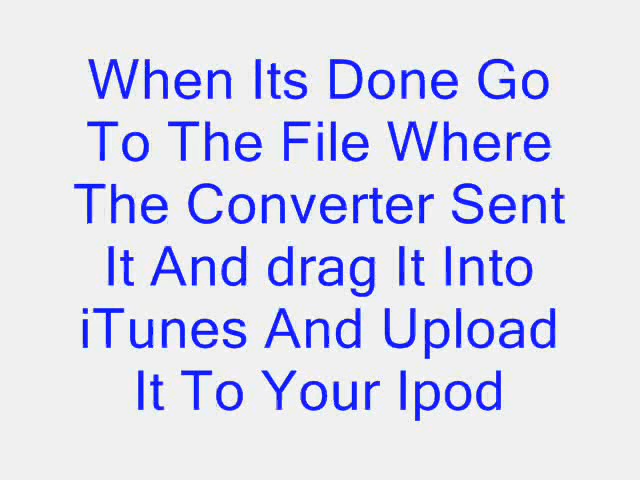 When Its Done Go
To The File Where
The Converter Sent
It And drag It Into
iTunes And Upload
It To Your Ipod